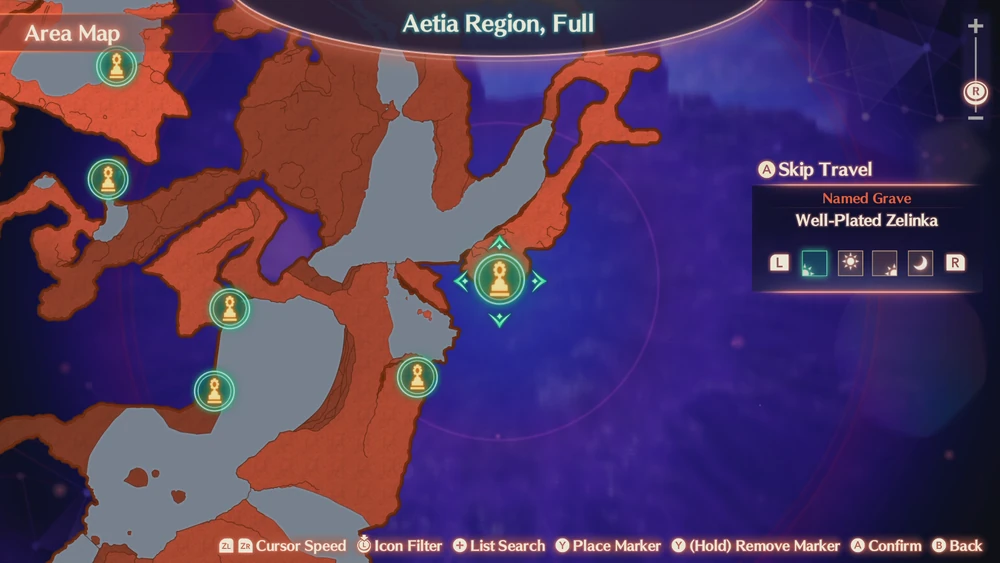 Area Map
Aetia Region, Full
R
A Skip Travel
Named Grave
Well-Plated Zelinka
L R
ZL ZR Cursor Speed L Icon Filter List Search Y Place Marker Y (Hold) Remove Marker A Confirm B Back